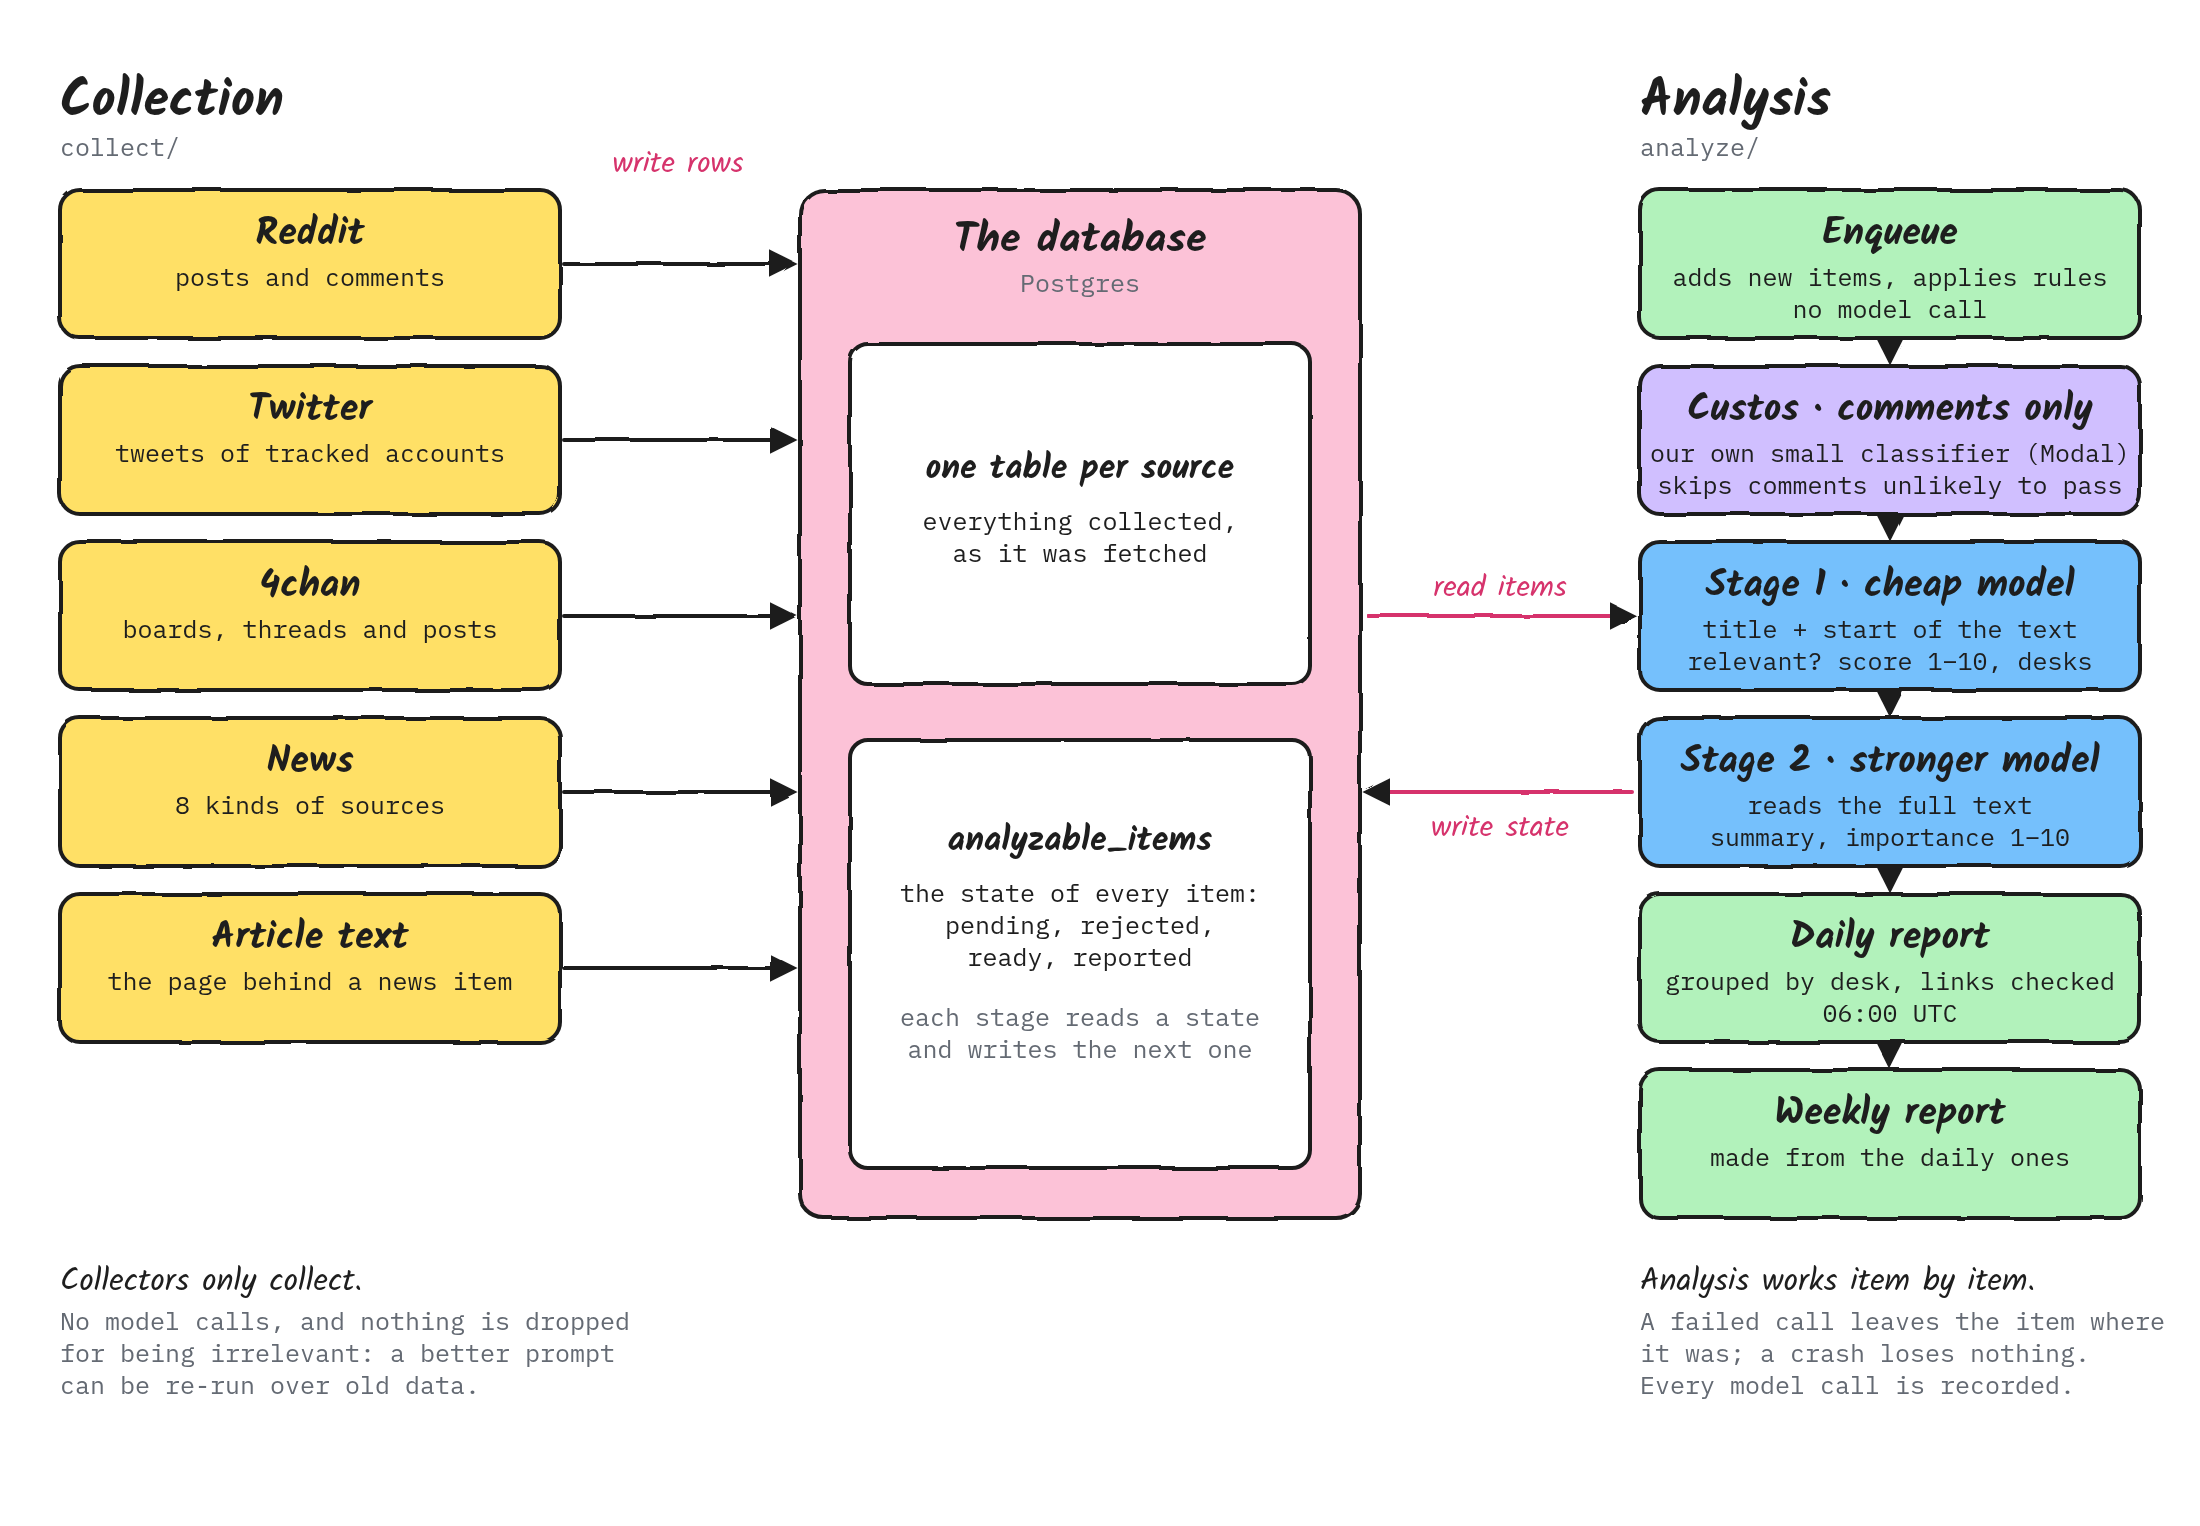 Collection
collect/
write rows
Reddit
posts and comments
Twitter
tweets of tracked accounts
4chan
boards, threads and posts
News
8 kinds of sources
Article text
the page behind a news item
Collectors only collect.
No model calls, and nothing is dropped
for being irrelevant: a better prompt
can be re-run over old data.
The database
Postgres
one table per source
everything collected,
as it was fetched
analyzable_items
the state of every item:
pending, rejected,
ready, reported
each stage reads a state
and writes the next one
read items
write state
Analysis
analyze/
Enqueue
adds new items, applies rules
no model call
Custos · comments only
our own small classifier (Modal)
skips comments unlikely to pass
Stage 1 · cheap model
title + start of the text
relevant? score 1–10, desks
Stage 2 · stronger model
reads the full text
summary, importance 1–10
Daily report
grouped by desk, links checked
06:00 UTC
Weekly report
made from the daily ones
Analysis works item by item.
A failed call leaves the item where
it was; a crash loses nothing.
Every model call is recorded.